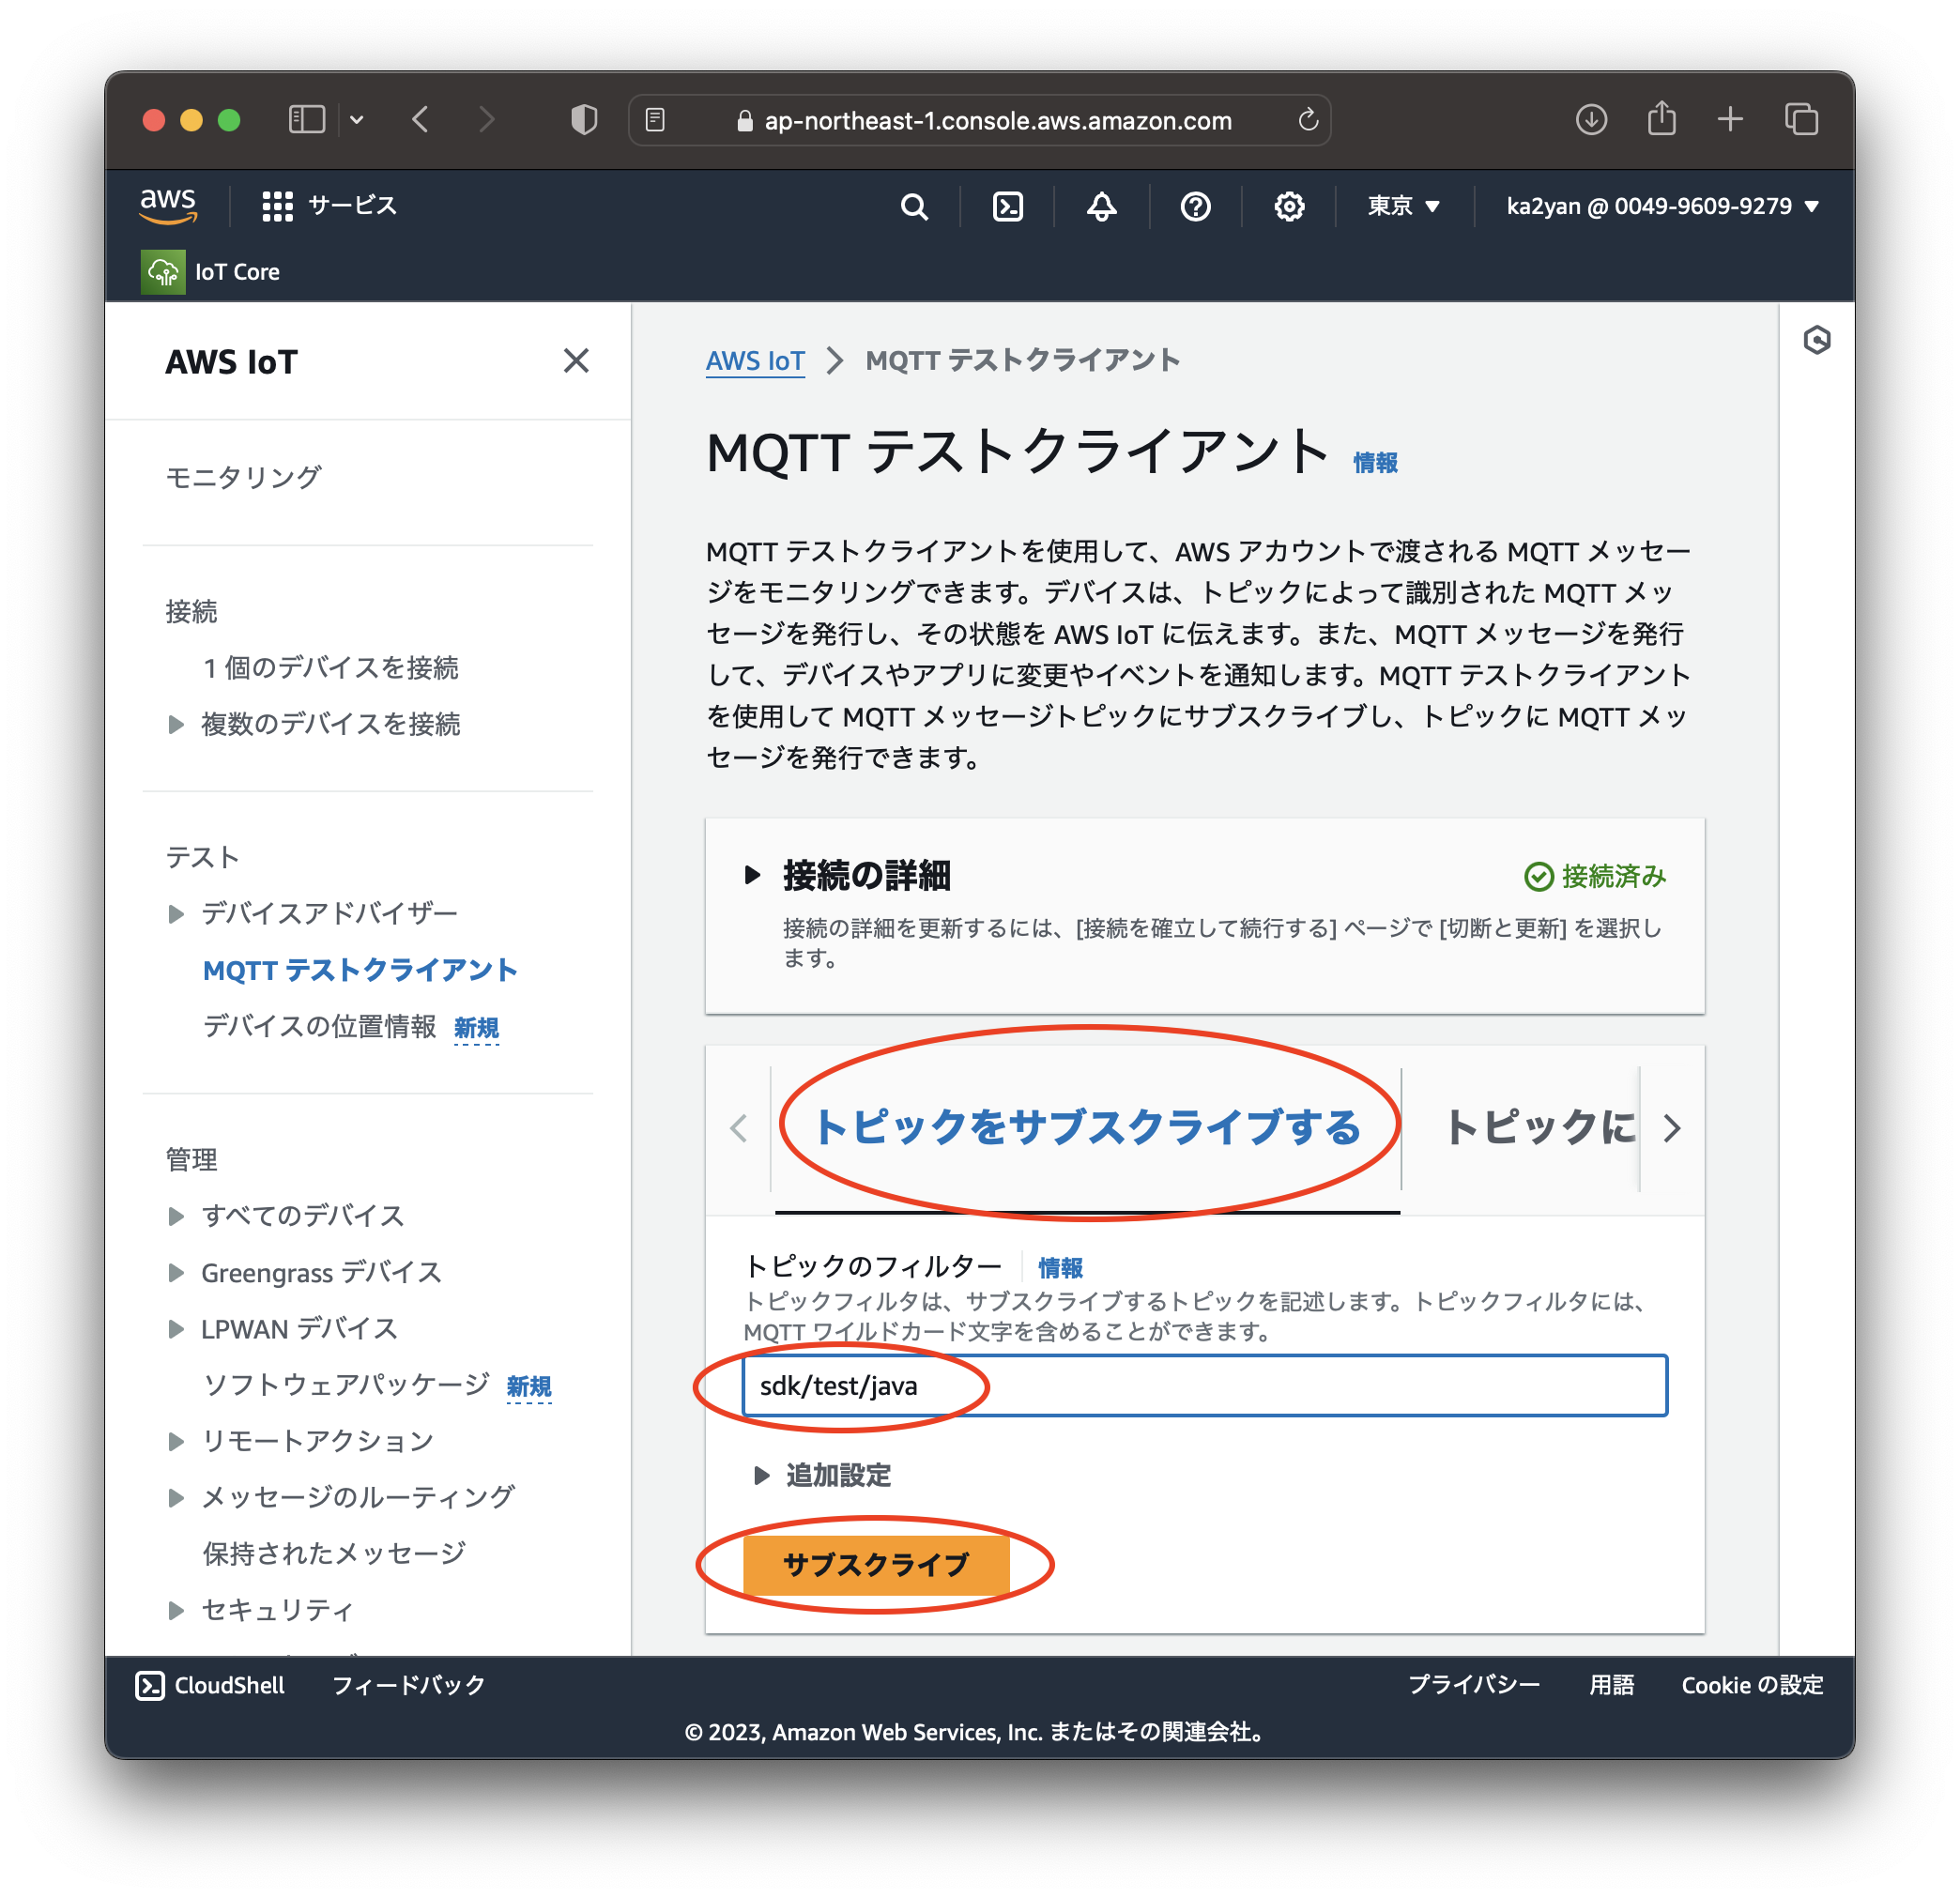 ap-northeast-1.console.aws.amazon.com
aws
サービス
東京
ka2yan @ 0049-9609-9279
IoT Core
AWS IoT
モニタリング
接続
1 個のデバイスを接続
複数のデバイスを接続
テスト
デバイスアドバイザー
MQTT テストクライアント
デバイスの位置情報 新規
管理
すべてのデバイス
Greengrass デバイス
LPWAN デバイス
ソフトウェアパッケージ 新規
リモートアクション
メッセージのルーティング
保持されたメッセージ
セキュリティ
AWS IoT > MQTT テストクライアント
MQTT テストクライアント 情報
MQTT テストクライアントを使用して、AWS アカウントで渡される MQTT メッセー
ジをモニタリングできます。デバイスは、トピックによって識別された MQTT メッ
セージを発行し、その状態を AWS IoT に伝えます。また、MQTT メッセージを発行
して、デバイスやアプリに変更やイベントを通知します。MQTT テストクライアント
を使用して MQTT メッセージトピックにサブスクライブし、トピックに MQTT メッ
セージを発行できます。
接続の詳細
接続済み
接続の詳細を更新するには、[接続を確立して続行する] ページで [切断と更新] を選択し
ます。
トピックをサブスクライブする
トピックに
トピックのフィルター 情報
トピックフィルタは、サブスクライブするトピックを記述します。トピックフィルタには、
MQTT ワイルドカード文字を含めることができます。
sdk/test/java
追加設定
サブスクライブ
CloudShell
フィードバック
プライバシー
用語
Cookie の設定
© 2023, Amazon Web Services, Inc. またはその関連会社。